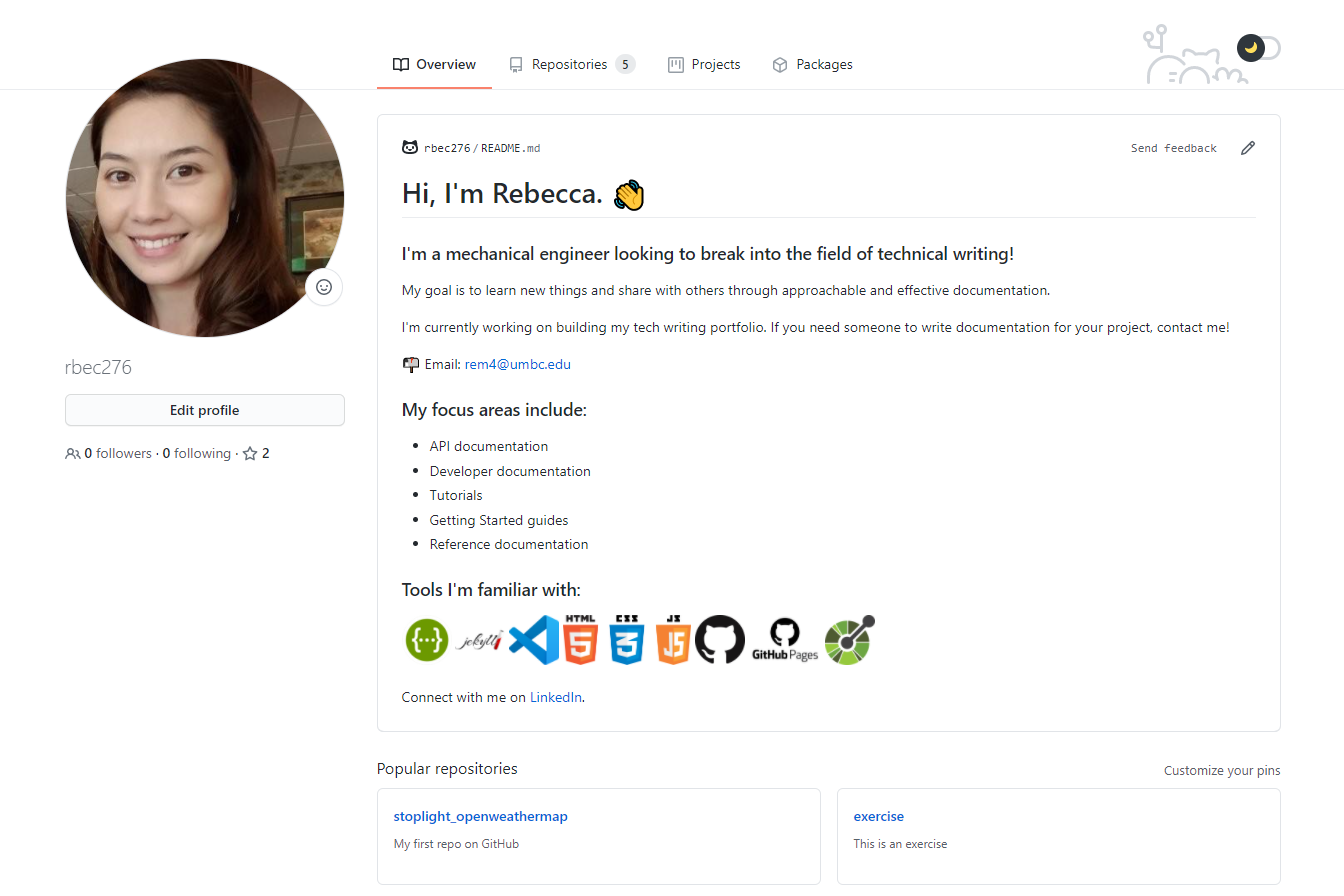 Overview Repositories 5 Projects Packages
rbec276 / README.md Send feedback
Hi, I'm Rebecca.
I'm a mechanical engineer looking to break into the field of technical writing!
My goal is to learn new things and share with others through approachable and effective documentation.
I'm currently working on building my tech writing portfolio. If you need someone to write documentation for your project, contact me!
Email: rem4@umbc.edu
rbec276
Edit profile
0 followers · 0 following · 2
My focus areas include:
API documentation
Developer documentation
Tutorials
Getting Started guides
Reference documentation
Tools I'm familiar with:
{···} jekyll HTML 5 CSS 3 JS JS GitHub Pages
Connect with me on LinkedIn.
Popular repositories Customize your pins
stoplight_openweathermap
My first repo on GitHub
exercise
This is an exercise